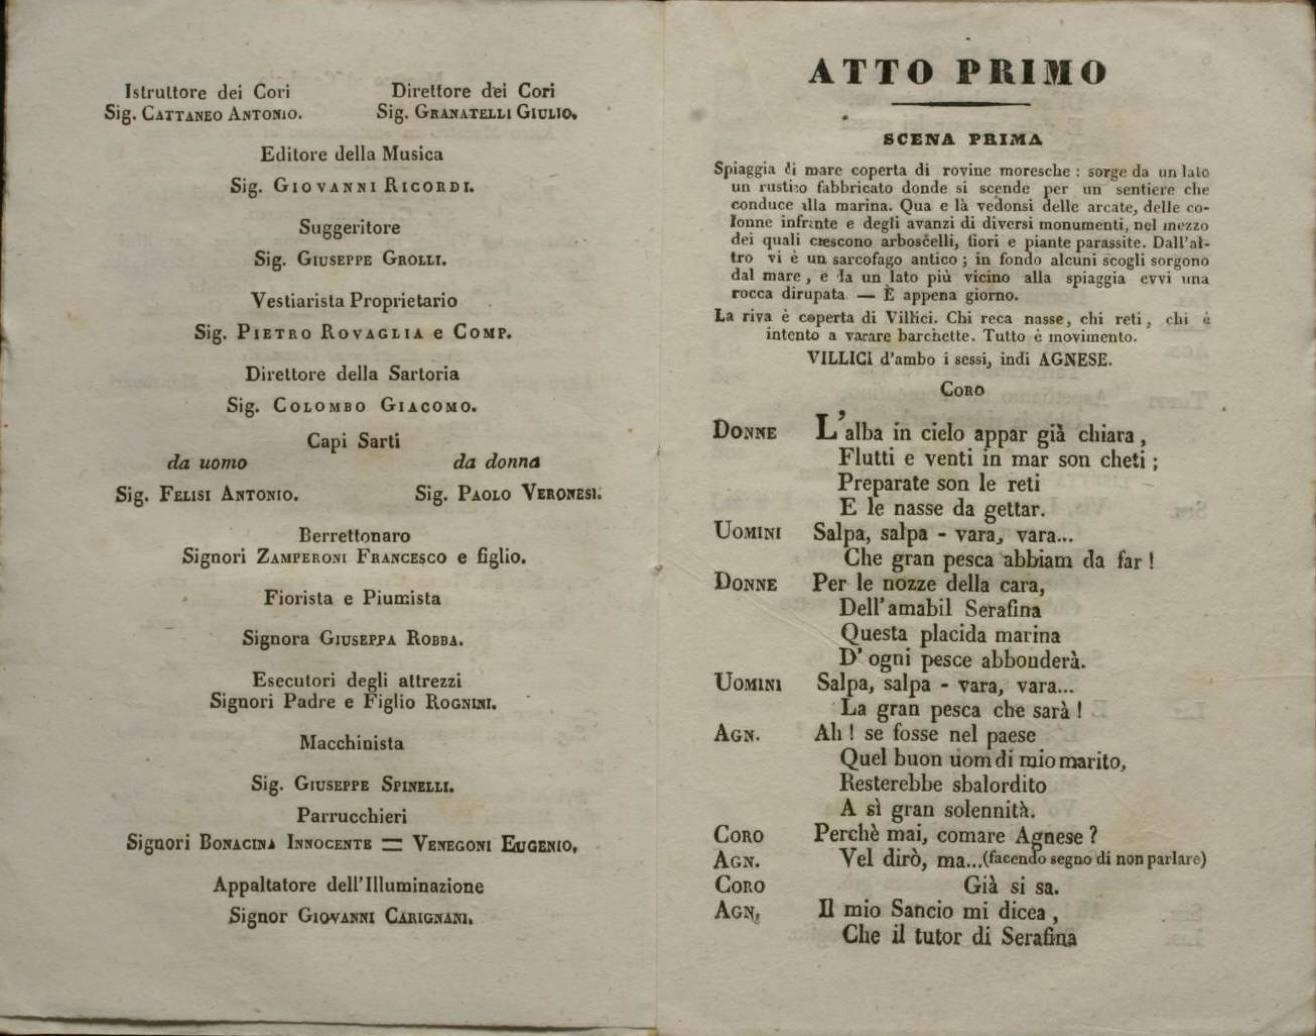 Istruttore dei Cori
Sig. CATTANEO ANTONIO.
Direttore dei Cori
Sig. GRANATELLI GIULIO.
Editore della Musica
Sig. GIOVANNI RICORDI.
Suggeritore
Sig. GIUSEPPE GROLLI.
Vestiarista Proprietario
Sig. PIETRO ROVAGLIA e COMP.
Direttore della Sartoria
Sig. COLOMBO GIACOMO.
Capi Sarti
da uomo
Sig. FELISI ANTONIO.
da donna
Sig. PAOLO VERONESI.
Berrettonaro
Signori ZAMPERONI FRANCESCO e figlio.
Fiorista e Piumista
Signora GIUSEPPA ROBBA.
Esecutori degli attrezzi
Signori Padre e Figlio ROGNINI.
Macchinista
Sig. GIUSEPPE SPINELLI.
Parrucchieri
Signori BONACINA INNOCENTE = VENEGONI EUGENIO.
Appaltatore dell'Illuminazione
Signor GIOVANNI CARIGNANI.
ATTO PRIMO
SCENA PRIMA
Spiaggia di mare coperta di rovine moresche : sorge da un lato
un rustico fabbricato donde si scende per un sentiere che
conduce alla marina. Qua e là vedonsi delle arcate, delle co-
lonne infrante e degli avanzi di diversi monumenti, nel mezzo
dei quali crescono arboscelli, fiori e piante parassite. Dall'al-
tro vi è un sarcofago antico ; in fondo alcuni scogli sorgono
dal mare, e da un lato più vicino alla spiaggia evvi una
rocca dirupata — È appena giorno.
La riva è coperta di Villici. Chi reca nasse, chi reti, chi è
intento a varare barchette. Tutto è movimento.
VILLICI d'ambo i sessi, indi AGNESE.
CORO
DONNE L'alba in cielo appar già chiara,
Flutti e venti in mar son cheti ;
Preparate son le reti
E le nasse da gettar.
UOMINI Salpa, salpa - vara, vara...
Che gran pesca abbiam da far !
DONNE Per le nozze della cara,
Dell'amabil Serafina
Questa placida marina
D'ogni pesce abbonderà.
UOMINI Salpa, salpa - vara, vara...
La gran pesca che sarà !
AGN. Ah ! se fosse nel paese
Quel buon uom di mio marito,
Resterebbe sbalordito
A sì gran solennità.
CORO Perchè mai, comare Agnese ?
AGN. Vel dirò, ma...(facendo segno di non parlare)
CORO Già si sa.
AGN. Il mio Sancio mi dicea,
Che il tutor di Serafina